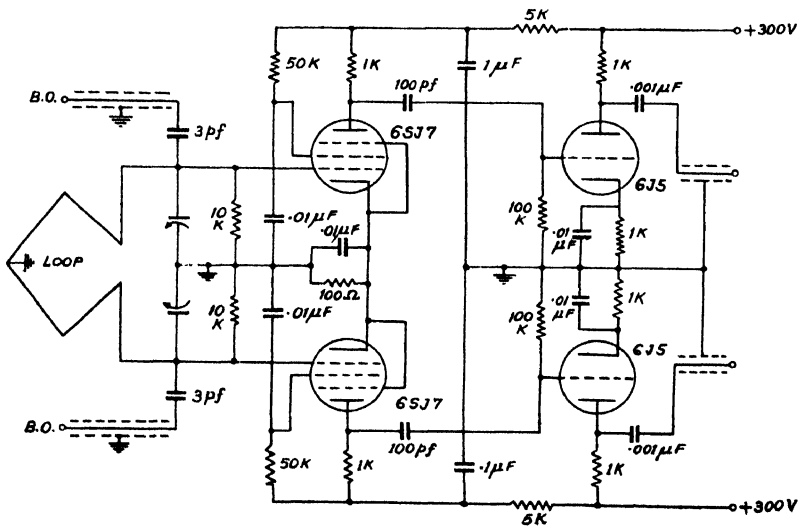 5K
+300V
50K
1K
1μF
1K
.001μF
100pf
B.O.
3pf
6SJ7
6J5
10
K
.01μF
.01μF
100
K
.01
μF
1K
LOOP
100Ω
10
K
.01μF
100
K
.01
μF
1K
6J5
3pf
6SJ7
B.O.
100pf
.001μF
50K
1K
.1μF
1K
5K
+300V